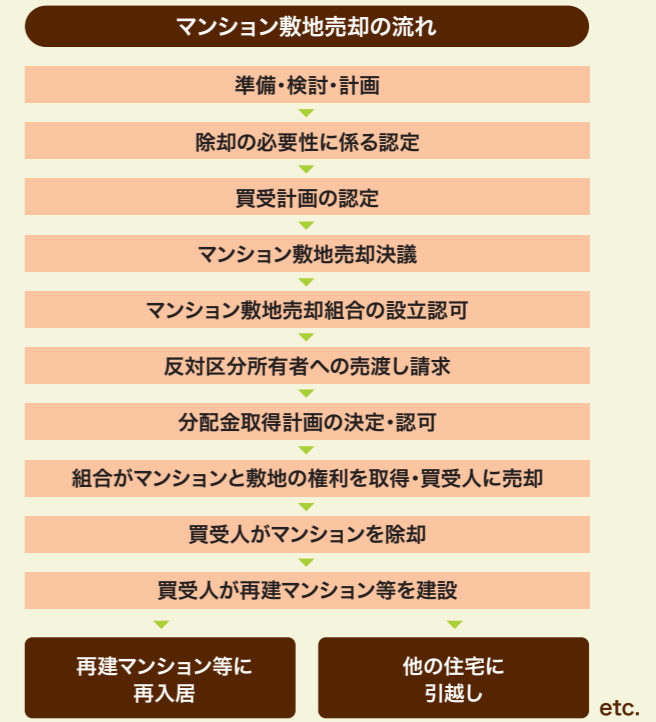 マンション敷地売却の流れ
準備・検討・計画
除却の必要性に係る認定
買受計画の認定
マンション敷地売却決議
マンション敷地売却組合の設立認可
反対区分所有者への売渡し請求
分配金取得計画の決定・認可
組合がマンションと敷地の権利を取得・買受人に売却
買受人がマンションを除却
買受人が再建マンション等を建設
再建マンション等に
再入居
他の住宅に
引越し
etc.